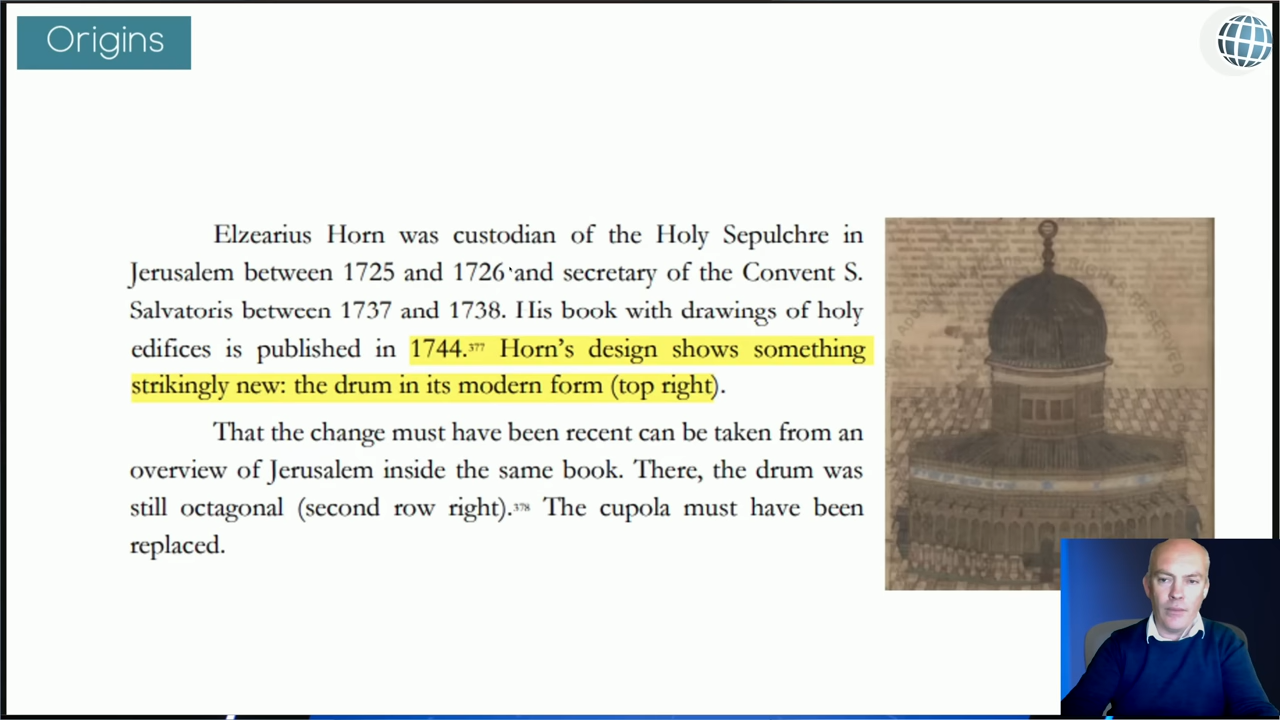 Origins
Elzearius Horn was custodian of the Holy Sepulchre in
Jerusalem between 1725 and 1726 and secretary of the Convent S.
Salvatoris between 1737 and 1738. His book with drawings of holy
edifices is published in 1744.³⁷⁷ Horn’s design shows something
strikingly new: the drum in its modern form (top right).
That the change must have been recent can be taken from an
overview of Jerusalem inside the same book. There, the drum was
still octagonal (second row right).³⁷⁸ The cupola must have been
replaced.